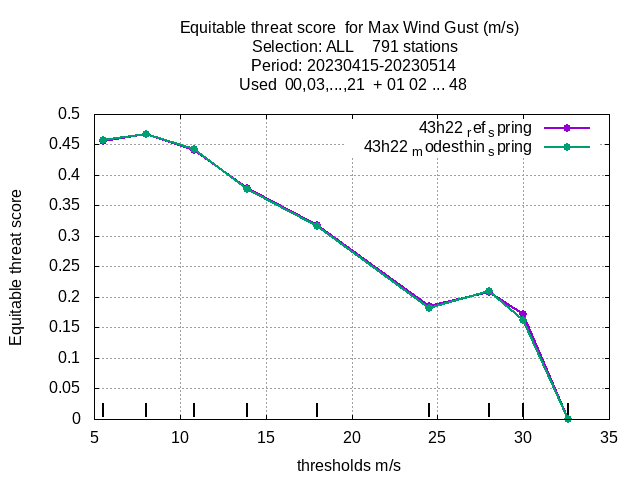 Equitable threat score  for Max Wind Gust (m/s)
Selection: ALL    791 stations
Period: 20230415-20230514
Used  00,03,...,21  + 01 02 ... 48
0.5
43h22 ref spring
0.45
43h22 modesthin spring
0.4
0.35
0.3
0.25
0.2
0.15
0.1
0.05
0
Equitable threat score
5 10 15 20 25 30 35
thresholds m/s